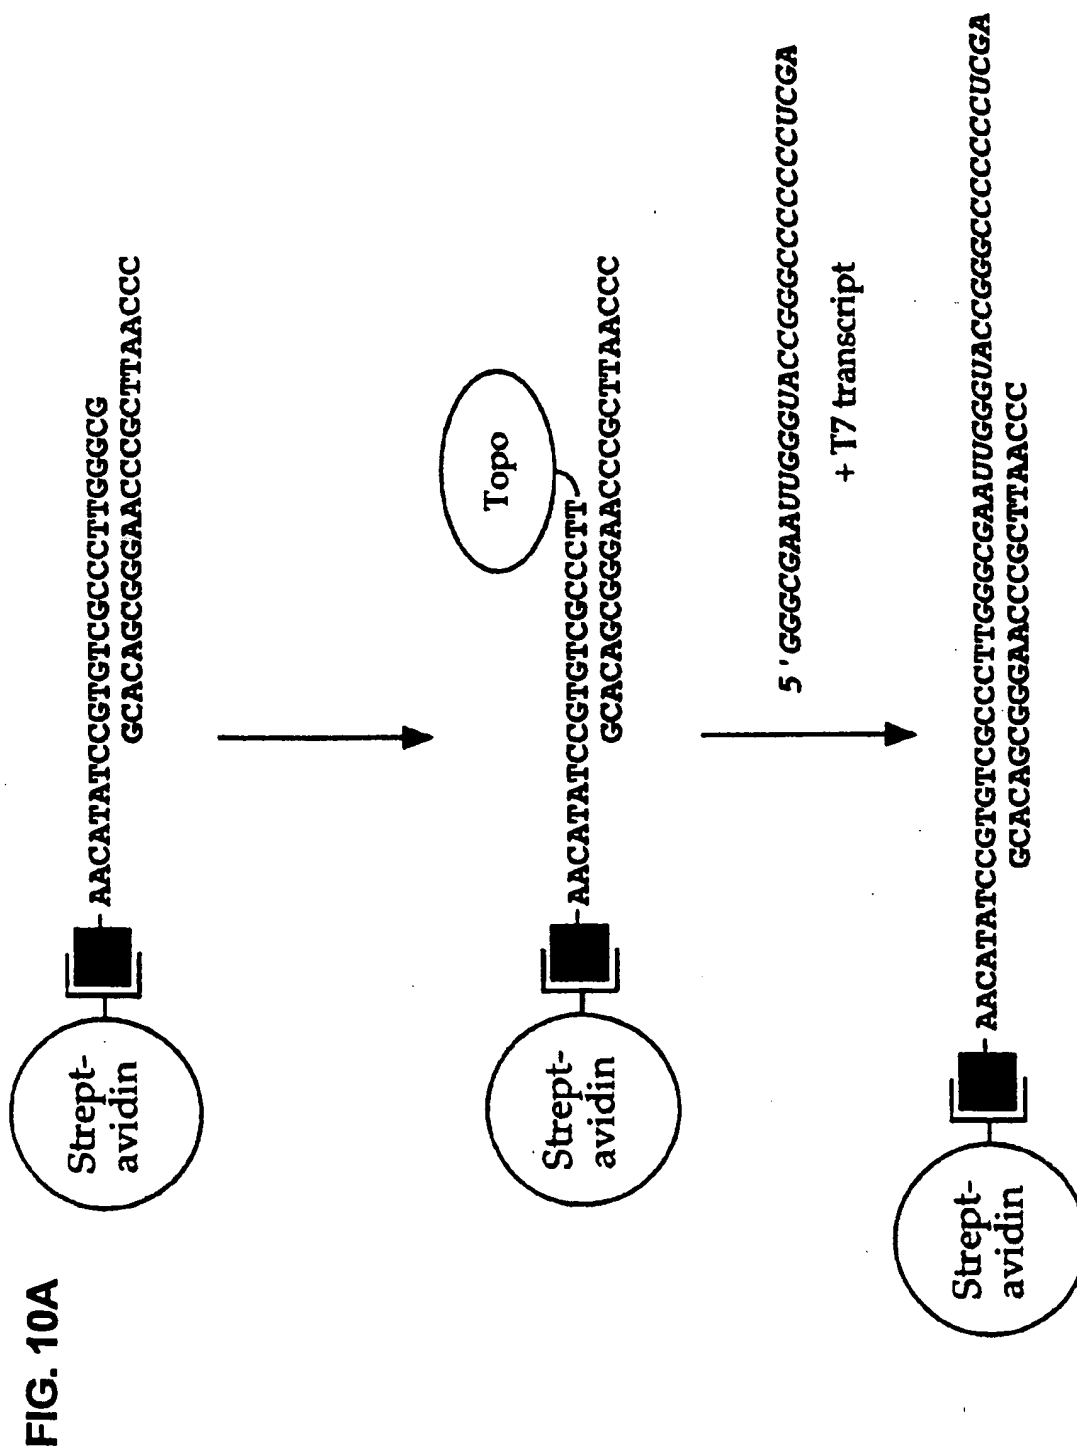 FIG. 10A
Strept-
avidin
AACATATCCGTGTCGCCCTTGGGCG
GCACAGCGGGAACCCGCTTAACCC
Strept-
avidin
Topo
AACATATCCGTGTCGCCCTT
GCACAGCGGGAACCCGCTTAACCC
5'GGGCGAAUUGGGUACCGGGCCCCCCCUCGA
+ T7 transcript
Strept-
avidin
AACATATCCGTGTCGCCCTTGGGCGAAUUGGGUACCGGGCCCCCCCUCGA
GCACAGCGGGAACCCGCTTAACCC